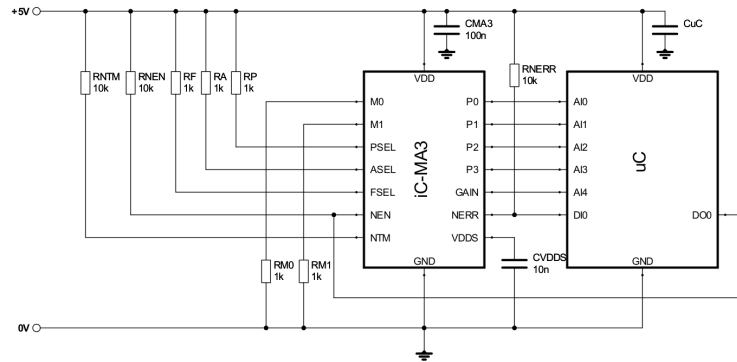 +5V
CMA3
100n
CuC
RNTM
10k
RNEN
10k
RF
1k
RA
1k
RP
1k
RNERR
10k
VDD
VDD
M0
P0
AI0
M1
P1
AI1
PSEL
P2
AI2
ASEL
P3
AI3
FSEL
GAIN
AI4
NEN
NERR
DI0
DO0
NTM
VDDS
iC-MA3
uC
GND
GND
RM0
1k
RM1
1k
CVDDS
10n
0V